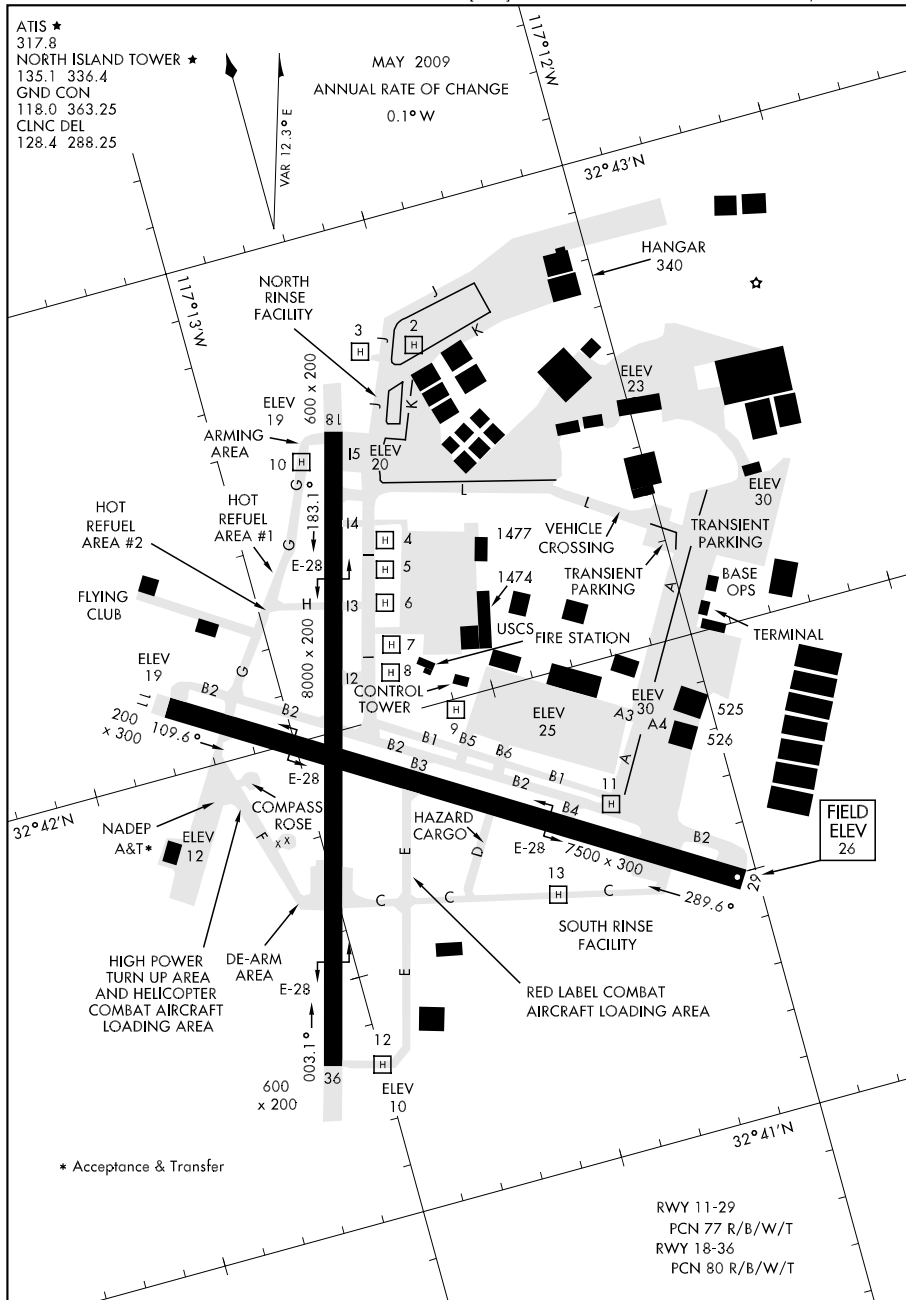 ATIS ★
317.8
NORTH ISLAND TOWER ★
135.1 336.4
GND CON
118.0 363.25
CLNC DEL
128.4 288.25
VAR 12.3° E
MAY 2009
ANNUAL RATE OF CHANGE
0.1° W
117°12'W
32°43'N
117°13'W
HANGAR
340
NORTH
RINSE
FACILITY
J
K
3
H
2
H
J
J
K
600 x 200
ELEV
19
18
ELEV
23
ARMING
AREA
10
H
I5
ELEV
20
G
183.1°
L
L
ELEV
30
HOT
REFUEL
AREA #2
HOT
REFUEL
AREA #1
G
I4
H
4
1477
VEHICLE
CROSSING
TRANSIENT
PARKING
E-28
H
5
1474
TRANSIENT
PARKING
A
BASE
OPS
FLYING
CLUB
H
I3
H
6
USCS
FIRE STATION
TERMINAL
8000 x 200
H
7
ELEV
19
G
I2
H
8
CONTROL
TOWER
11
B2
B2
H
9
ELEV
25
ELEV
30
A3
A4
525
526
200
x 300
109.6°
B2
B1
B5
B6
B3
B2
B1
A
E-28
11
H
B4
32°42'N
NADEP
A&T*
COMPASS
ROSE
HAZARD
CARGO
B2
FIELD
ELEV
26
ELEV
12
F
x x
E
D
E-28
7500 x 300
29
13
H
C
C
C
289.6°
HIGH POWER
TURN UP AREA
AND HELICOPTER
COMBAT AIRCRAFT
LOADING AREA
DE-ARM
AREA
SOUTH RINSE
FACILITY
E-28
E
RED LABEL COMBAT
AIRCRAFT LOADING AREA
003.1°
12
H
36
600
x 200
ELEV
10
32°41'N
* Acceptance & Transfer
RWY 11-29
PCN 77 R/B/W/T
RWY 18-36
PCN 80 R/B/W/T